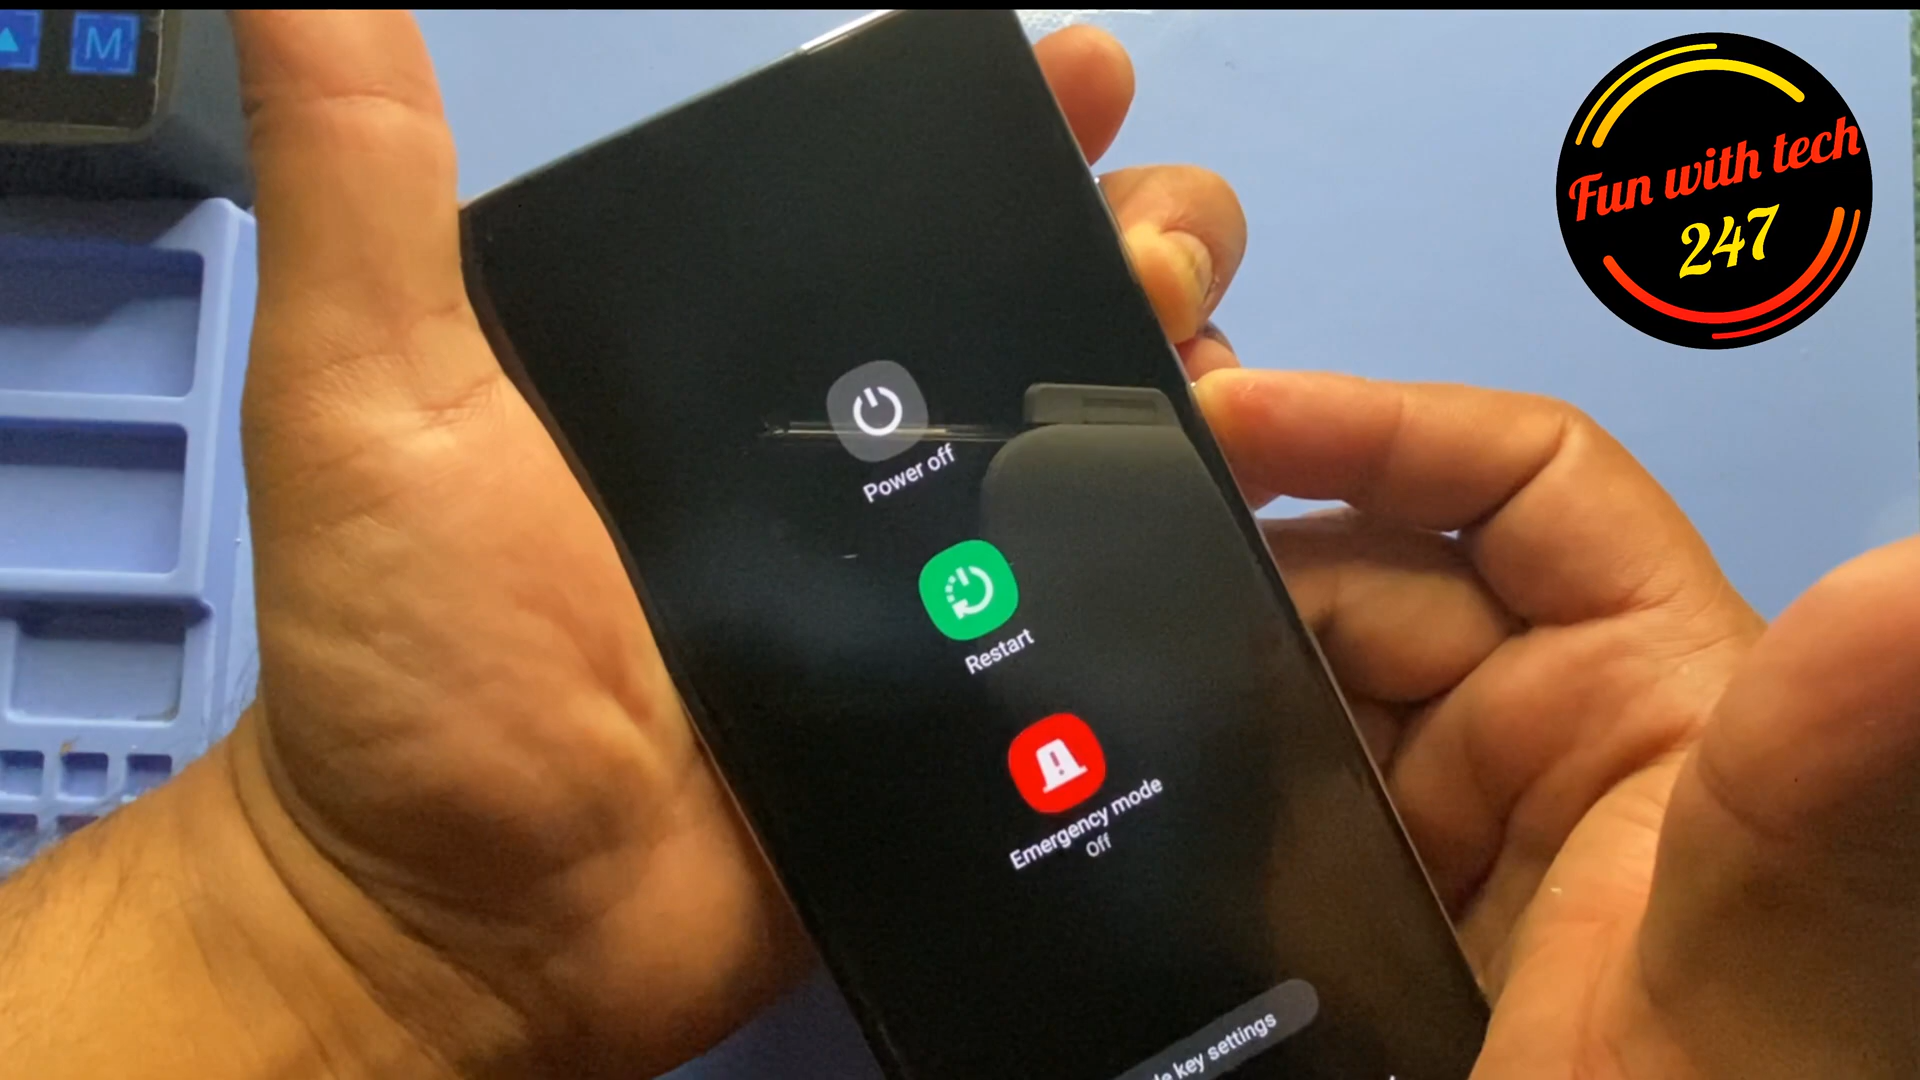 M
Fun with tech
247
Power off
Restart
Emergency mode
Off
key settings